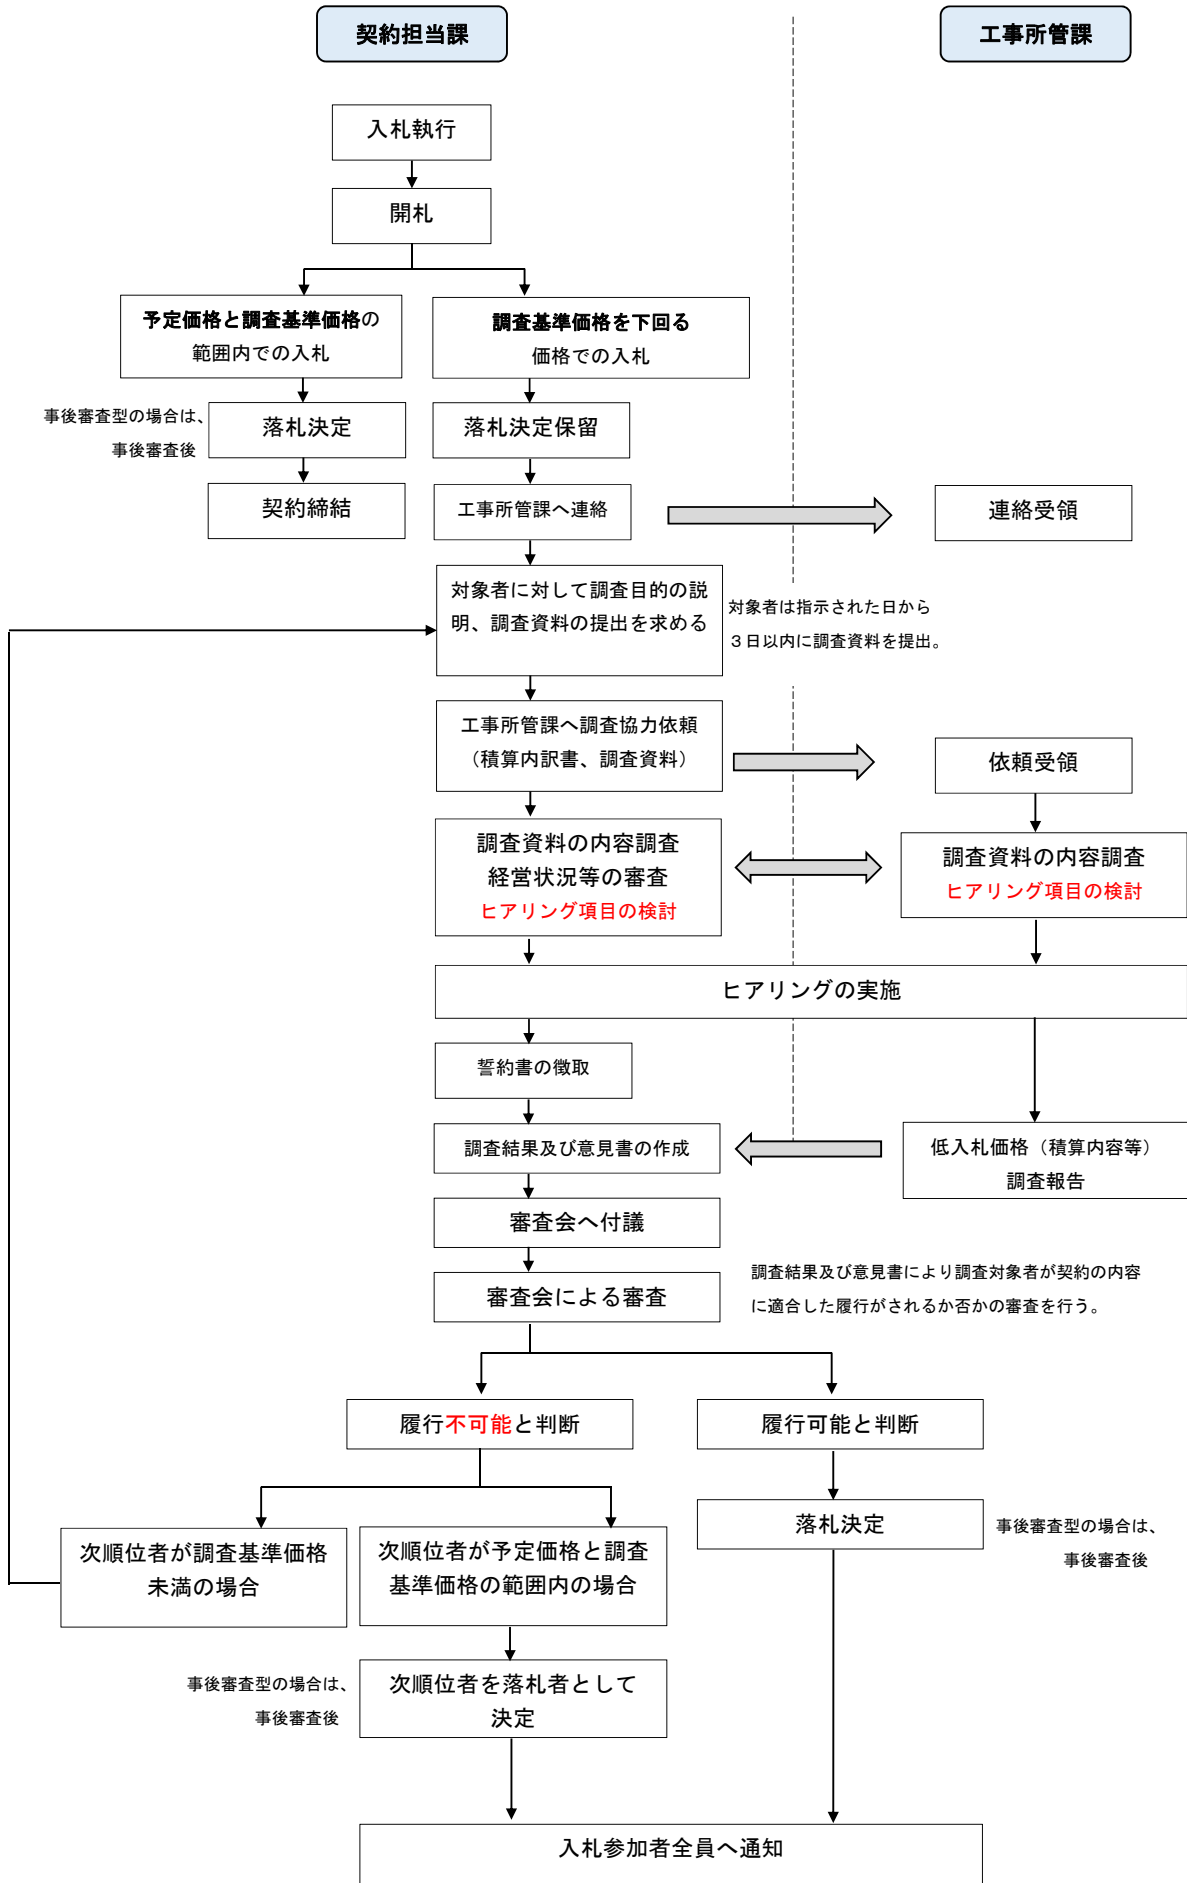 契約担当課
工事所管課
入札執行
開札
予定価格と調査基準価格の
範囲内での入札
調査基準価格を下回る
価格での入札
事後審査型の場合は、
事後審査後
落札決定
落札決定保留
契約締結
工事所管課へ連絡
連絡受領
対象者に対して調査目的の説
明、調査資料の提出を求める
対象者は指示された日から
３日以内に調査資料を提出。
工事所管課へ調査協力依頼
（積算内訳書、調査資料）
依頼受領
調査資料の内容調査
経営状況等の審査
ヒアリング項目の検討
調査資料の内容調査
ヒアリング項目の検討
ヒアリングの実施
誓約書の徴取
調査結果及び意見書の作成
低入札価格（積算内容等）
調査報告
審査会へ付議
審査会による審査
調査結果及び意見書により調査対象者が契約の内容
に適合した履行がされるか否かの審査を行う。
履行不可能と判断
履行可能と判断
落札決定
事後審査型の場合は、
事後審査後
次順位者が調査基準価格
未満の場合
次順位者が予定価格と調査
基準価格の範囲内の場合
事後審査型の場合は、
事後審査後
次順位者を落札者として
決定
入札参加者全員へ通知